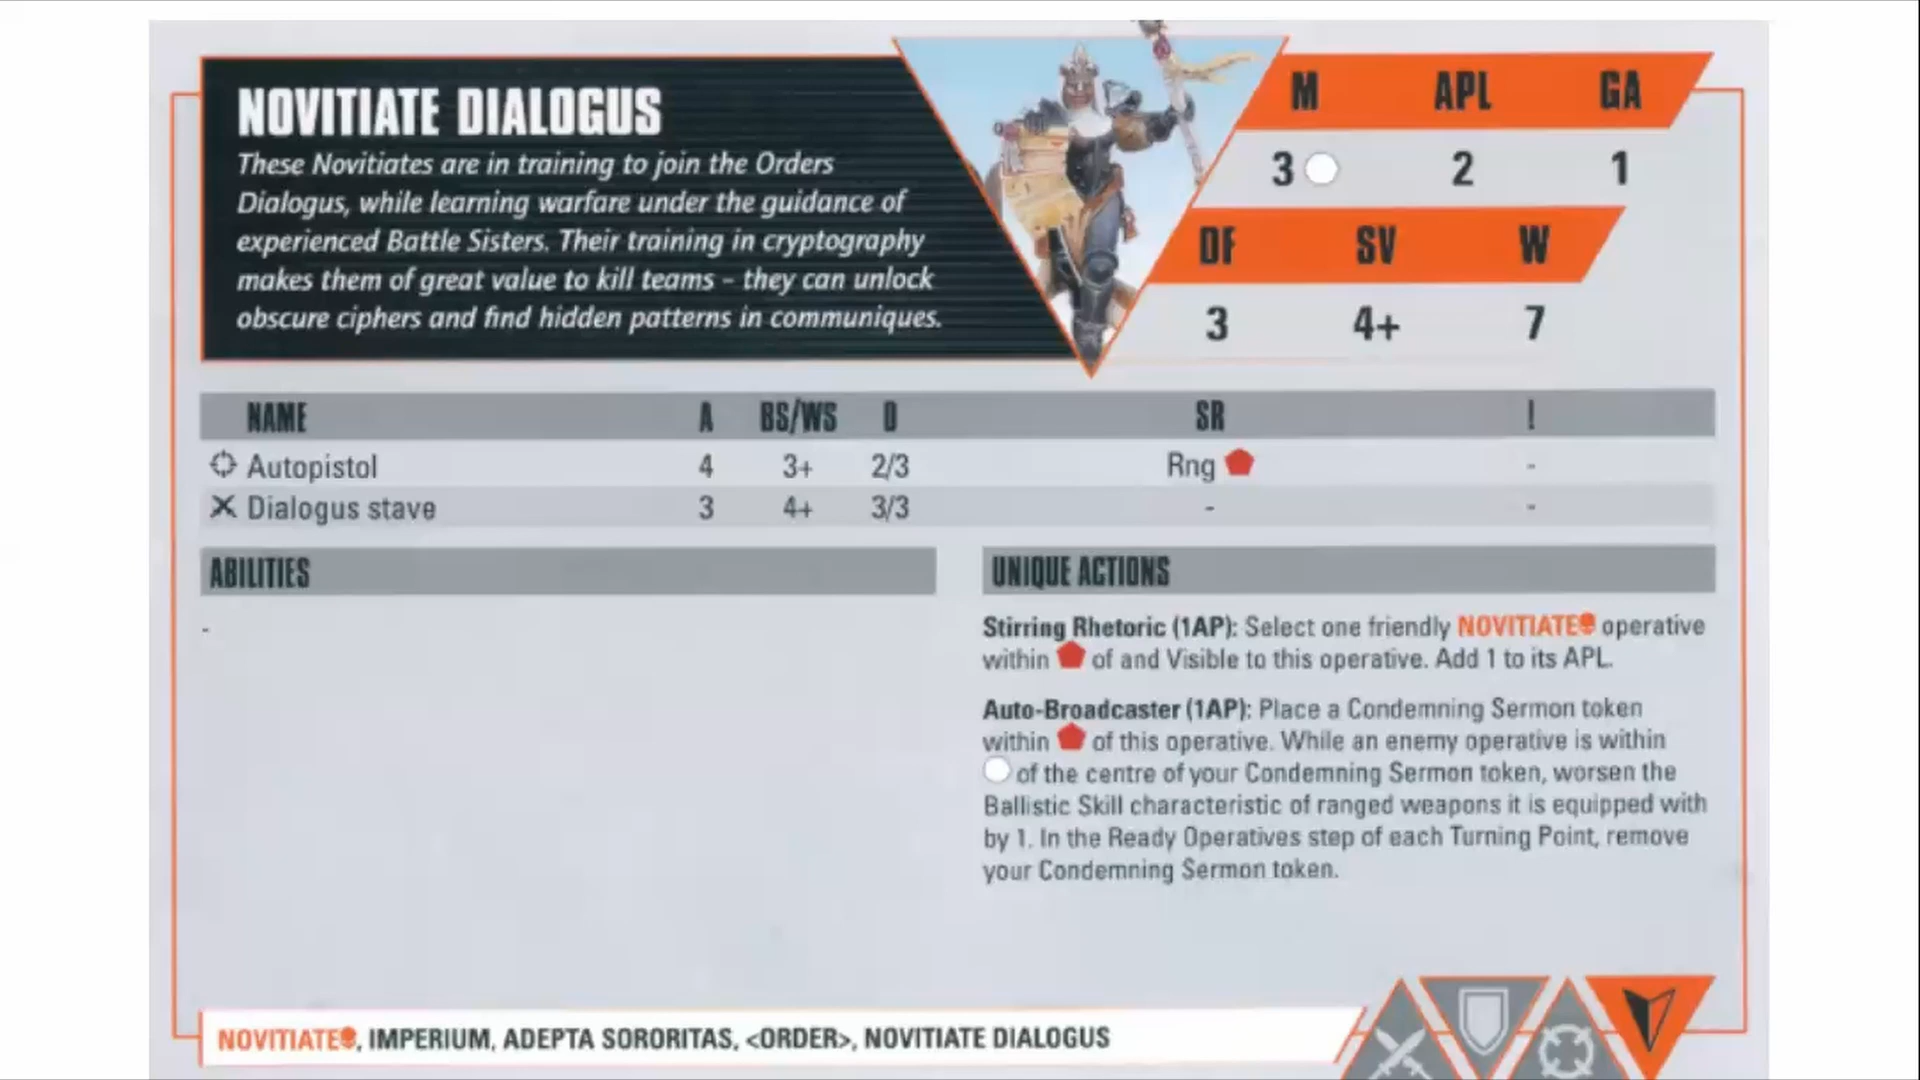 NOVITIATE DIALOGUS
These Novitiates are in training to join the Orders
Dialogus, while learning warfare under the guidance of
experienced Battle Sisters. Their training in cryptography
makes them of great value to kill teams – they can unlock
obscure ciphers and find hidden patterns in communiques.
M APL GA
3 2 1
DF SV W
3 4+ 7
NAME A BS/WS D SR !
Autopistol 4 3+ 2/3 Rng -
Dialogus stave 3 4+ 3/3 - -
ABILITIES
-
UNIQUE ACTIONS
Stirring Rhetoric (1AP): Select one friendly NOVITIATE operative
within of and Visible to this operative. Add 1 to its APL.
Auto-Broadcaster (1AP): Place a Condemning Sermon token
within of this operative. While an enemy operative is within
of the centre of your Condemning Sermon token, worsen the
Ballistic Skill characteristic of ranged weapons it is equipped with
by 1. In the Ready Operatives step of each Turning Point, remove
your Condemning Sermon token.
NOVITIATE, IMPERIUM, ADEPTA SORORITAS, <ORDER>, NOVITIATE DIALOGUS